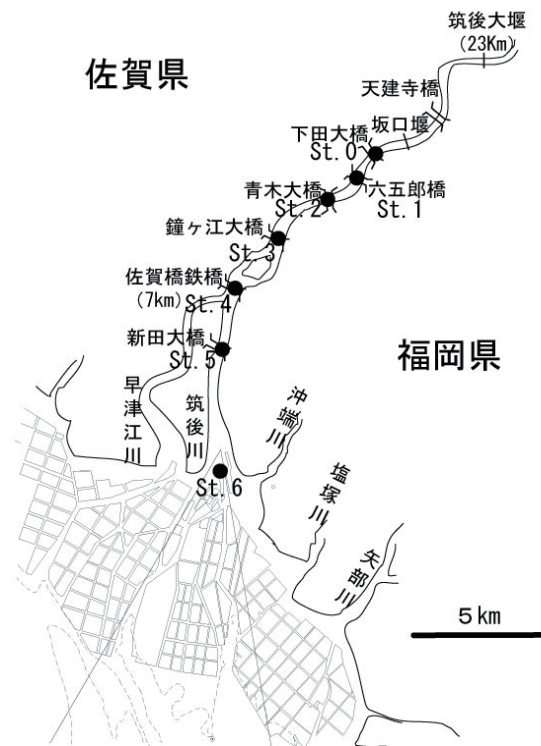 筑後大堰
(23Km)
佐賀県
天建寺橋
坂口堰
下田大橋
St. 0
六五郎橋
St. 1
青木大橋
St. 2
鐘ヶ江大橋
St. 3
佐賀橋鉄橋
(7km)
St. 4
新田大橋
St. 5
福岡県
早津江川
筑後川
沖端川
塩塚川
矢部川
St. 6
5km